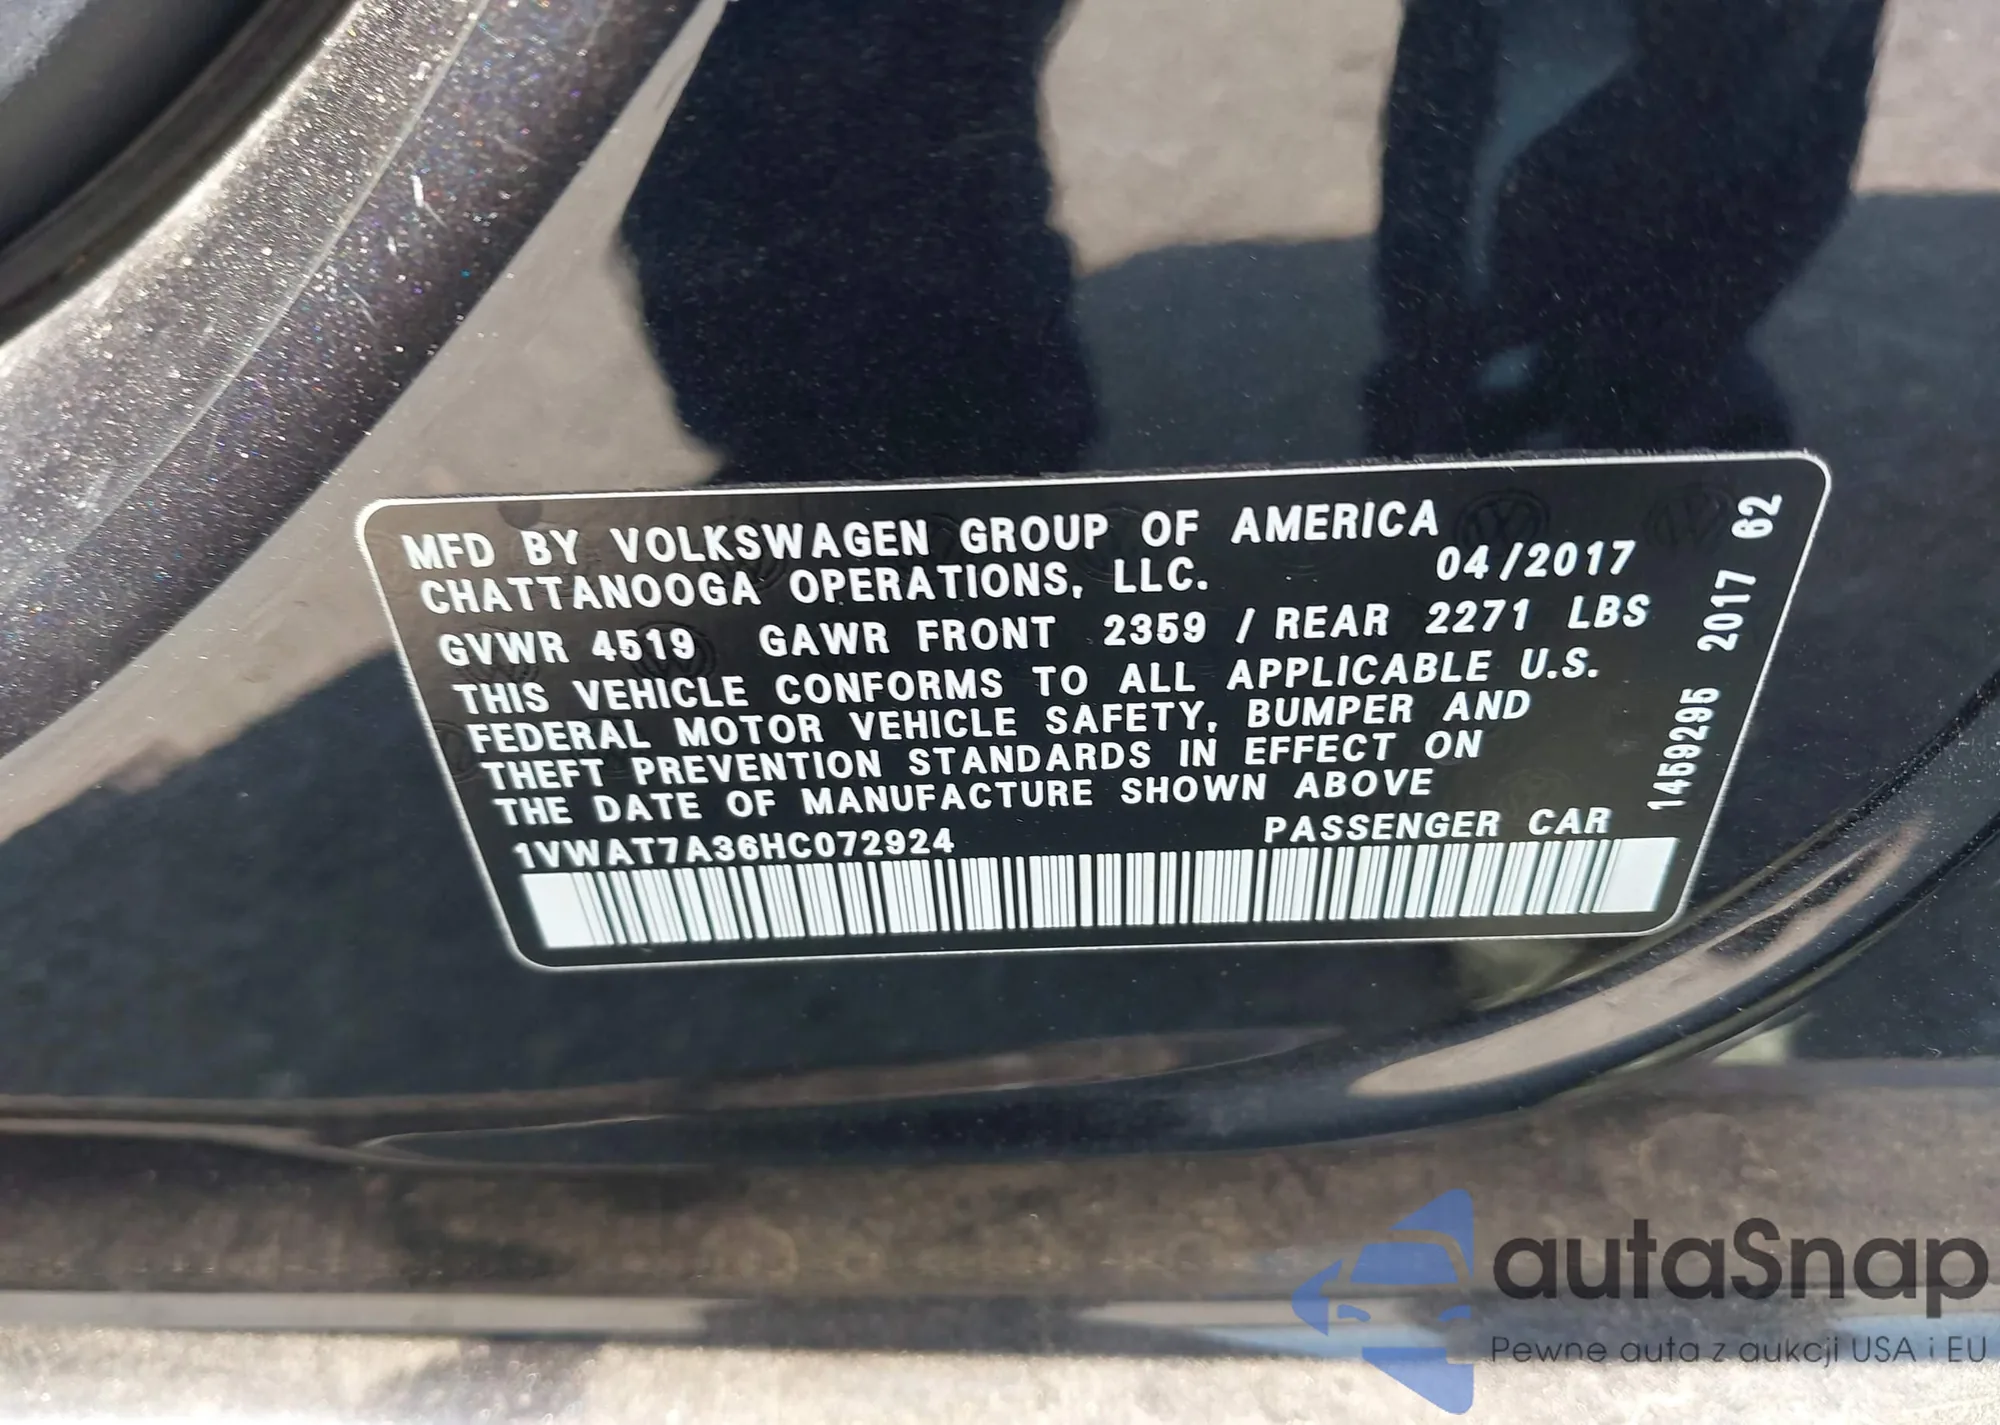 MFD BY VOLKSWAGEN GROUP OF AMERICA
CHATTANOOGA OPERATIONS, LLC. 04/2017
GVWR 4519 GAWR FRONT 2359 / REAR 2271 LBS
THIS VEHICLE CONFORMS TO ALL APPLICABLE U.S.
FEDERAL MOTOR VEHICLE SAFETY, BUMPER AND
THEFT PREVENTION STANDARDS IN EFFECT ON
THE DATE OF MANUFACTURE SHOWN ABOVE
1VWAT7A36HC072924 PASSENGER CAR
1459295 2017 62
autaSnap
Pewne auta z aukcji USA i EU